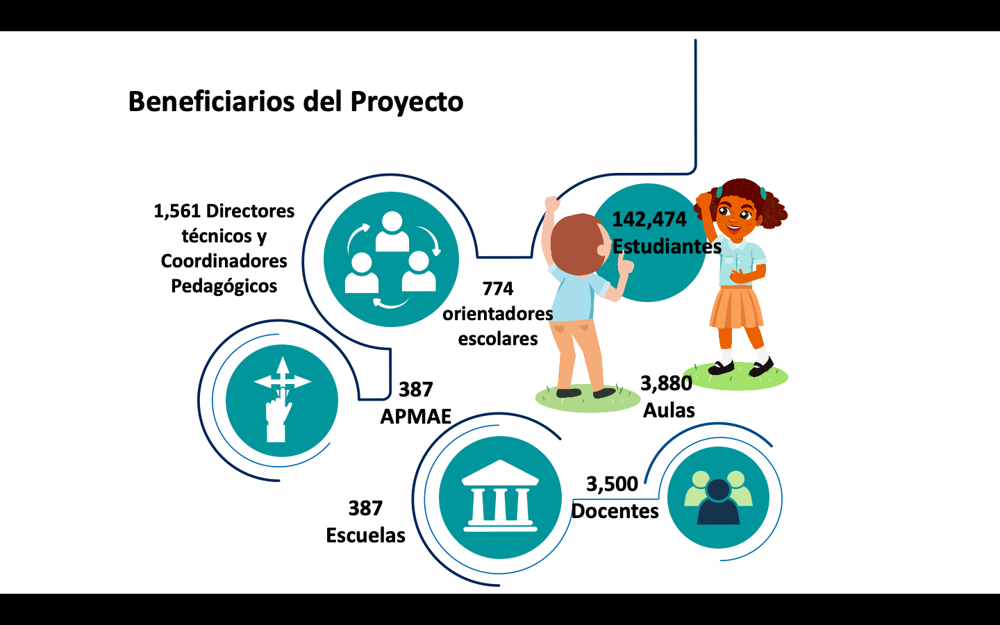 Beneficiarios del Proyecto
1,561 Directores
técnicos y
Coordinadores
Pedagógicos
142,474
Estudiantes
774
orientadores
escolares
387
APMAE
3,880
Aulas
387
Escuelas
3,500
Docentes